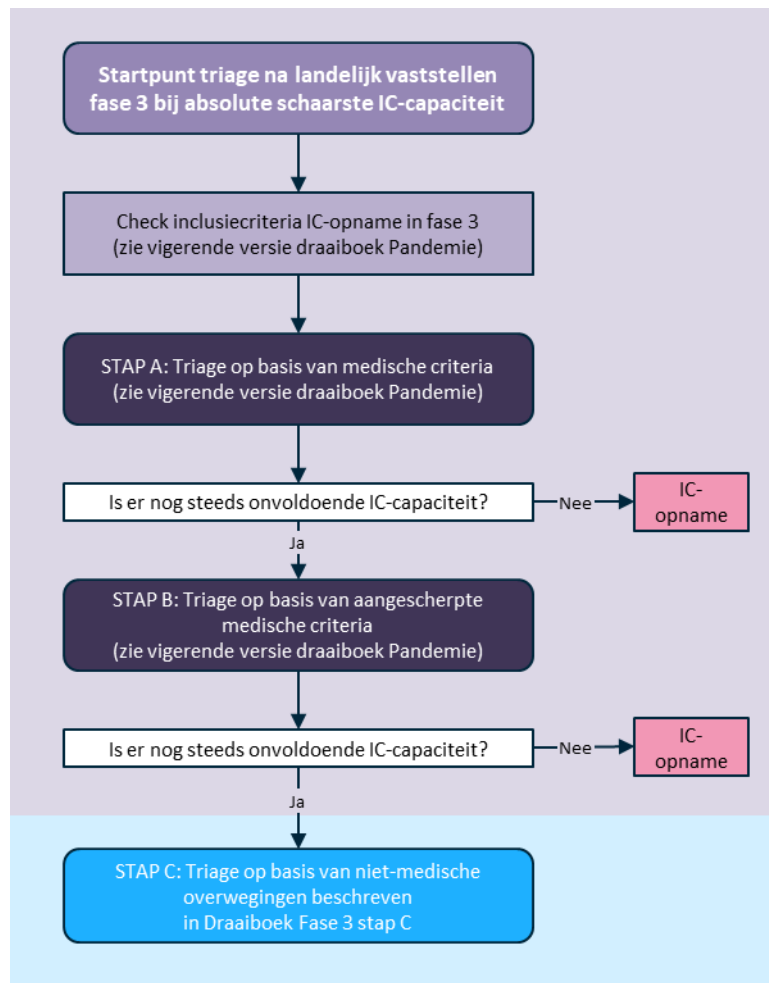 Startpunt triage na landelijk vaststellen
fase 3 bij absolute schaarste IC-capaciteit
Check inclusiecriteria IC-opname in fase 3
(zie vigerende versie draaiboek Pandemie)
STAP A: Triage op basis van medische criteria
(zie vigerende versie draaiboek Pandemie)
Is er nog steeds onvoldoende IC-capaciteit?
Nee
IC-
opname
Ja
STAP B: Triage op basis van aangescherpte
medische criteria
(zie vigerende versie draaiboek Pandemie)
Is er nog steeds onvoldoende IC-capaciteit?
Nee
IC-
opname
Ja
STAP C: Triage op basis van niet-medische
overwegingen beschreven
in Draaiboek Fase 3 stap C